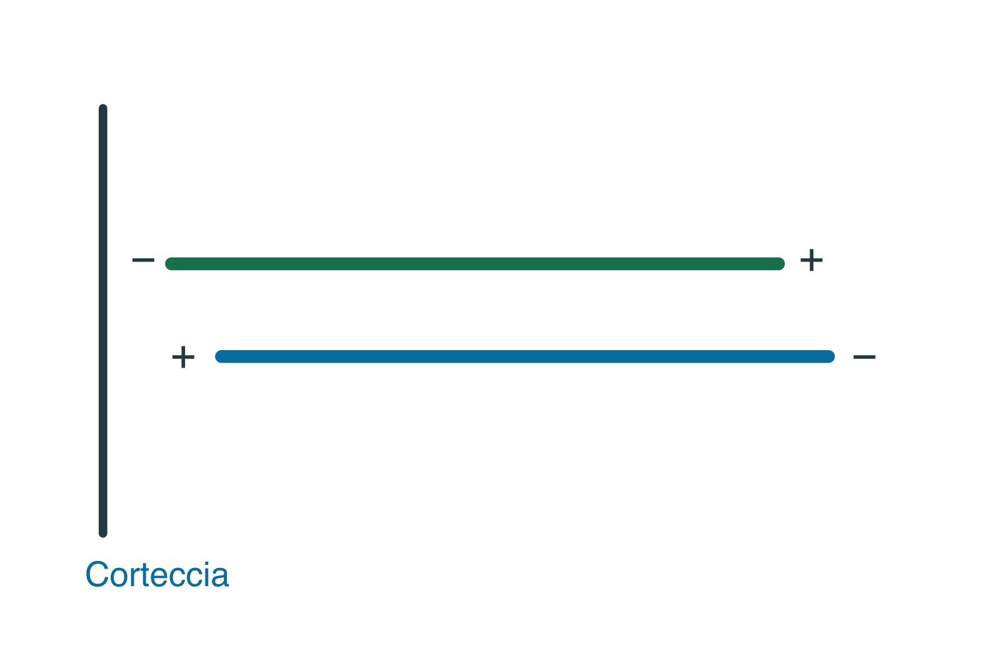 − +
+ −
Corteccia